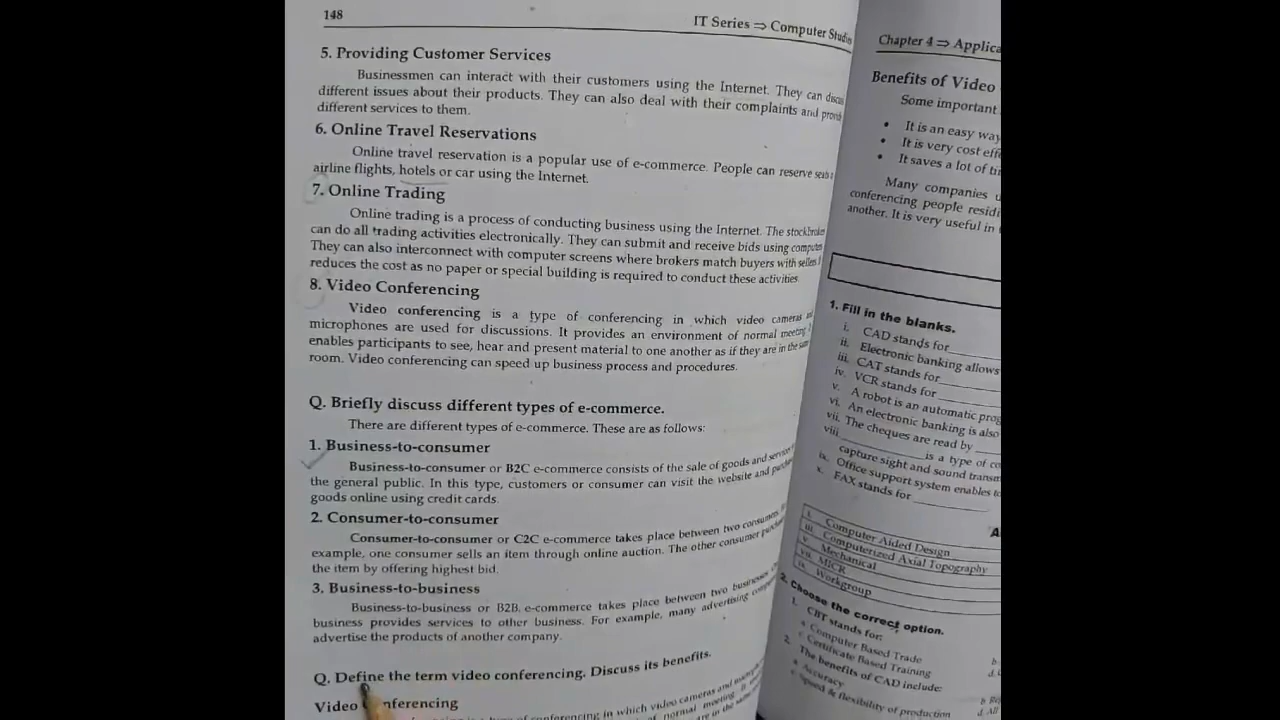 148
IT Series ⇒ Computer Studies
5. Providing Customer Services
Businessmen can interact with their customers using the Internet. They can discuss
different issues about their products. They can also deal with their complaints and provide
different services to them.
6. Online Travel Reservations
Online travel reservation is a popular use of e-commerce. People can reserve seats
airline flights, hotels or car using the Internet.
7. Online Trading
Online trading is a process of conducting business using the Internet. The stockbroker
can do all trading activities electronically. They can submit and receive bids using computer
They can also interconnect with computer screens where brokers match buyers with sellers
reduces the cost as no paper or special building is required to conduct these activities.
8. Video Conferencing
Video conferencing is a type of conferencing in which video cameras and
microphones are used for discussions. It provides an environment of normal meeting
enables participants to see, hear and present material to one another as if they are in the same
room. Video conferencing can speed up business process and procedures.
Q. Briefly discuss different types of e-commerce.
There are different types of e-commerce. These are as follows:
1. Business-to-consumer
Business-to-consumer or B2C e-commerce consists of the sale of goods and service
the general public. In this type, customers or consumer can visit the website and
goods online using credit cards.
2. Consumer-to-consumer
Consumer-to-consumer or C2C e-commerce takes place between two consumers.
example, one consumer sells an item through online auction. The other consumer
the item by offering highest bid.
3. Business-to-business
Business-to-business or B2B e-commerce takes place between two businesses.
business provides services to other business. For example, many advertising
advertise the products of another company.
Q. Define the term video conferencing. Discuss its benefits.
Video
conferencing in which video cameras and
Chapter 4 ⇒ Applica
Benefits of Video
Some important
• It is an easy way
• It is very cost effe
• It saves a lot of ti
Many companies u
conferencing people residi
another. It is very useful in
1. Fill in the blanks.
i. CAD stands for
ii. Electronic banking allows
iii. CAT stands for
iv. VCR stands for
v. A robot is an automatic prog
vi. An electronic banking is also
vii. The cheques are read by
viii. is a type of co
capture sight and sound transm
ix. Office support system enables to
x. FAX stands for
A
i. Computer Aided Design
iii. Computerized Axial Topography
v. Mechanical
vii. MICR
ix. Workgroup
2. Choose the correct option.
1. CBT stands for:
a. Computer Based Trade
c. Certificate Based Training
2. The benefits of CAD include:
a. Accuracy
c. Speed & flexibility of production
b
d.
b Re
d. All